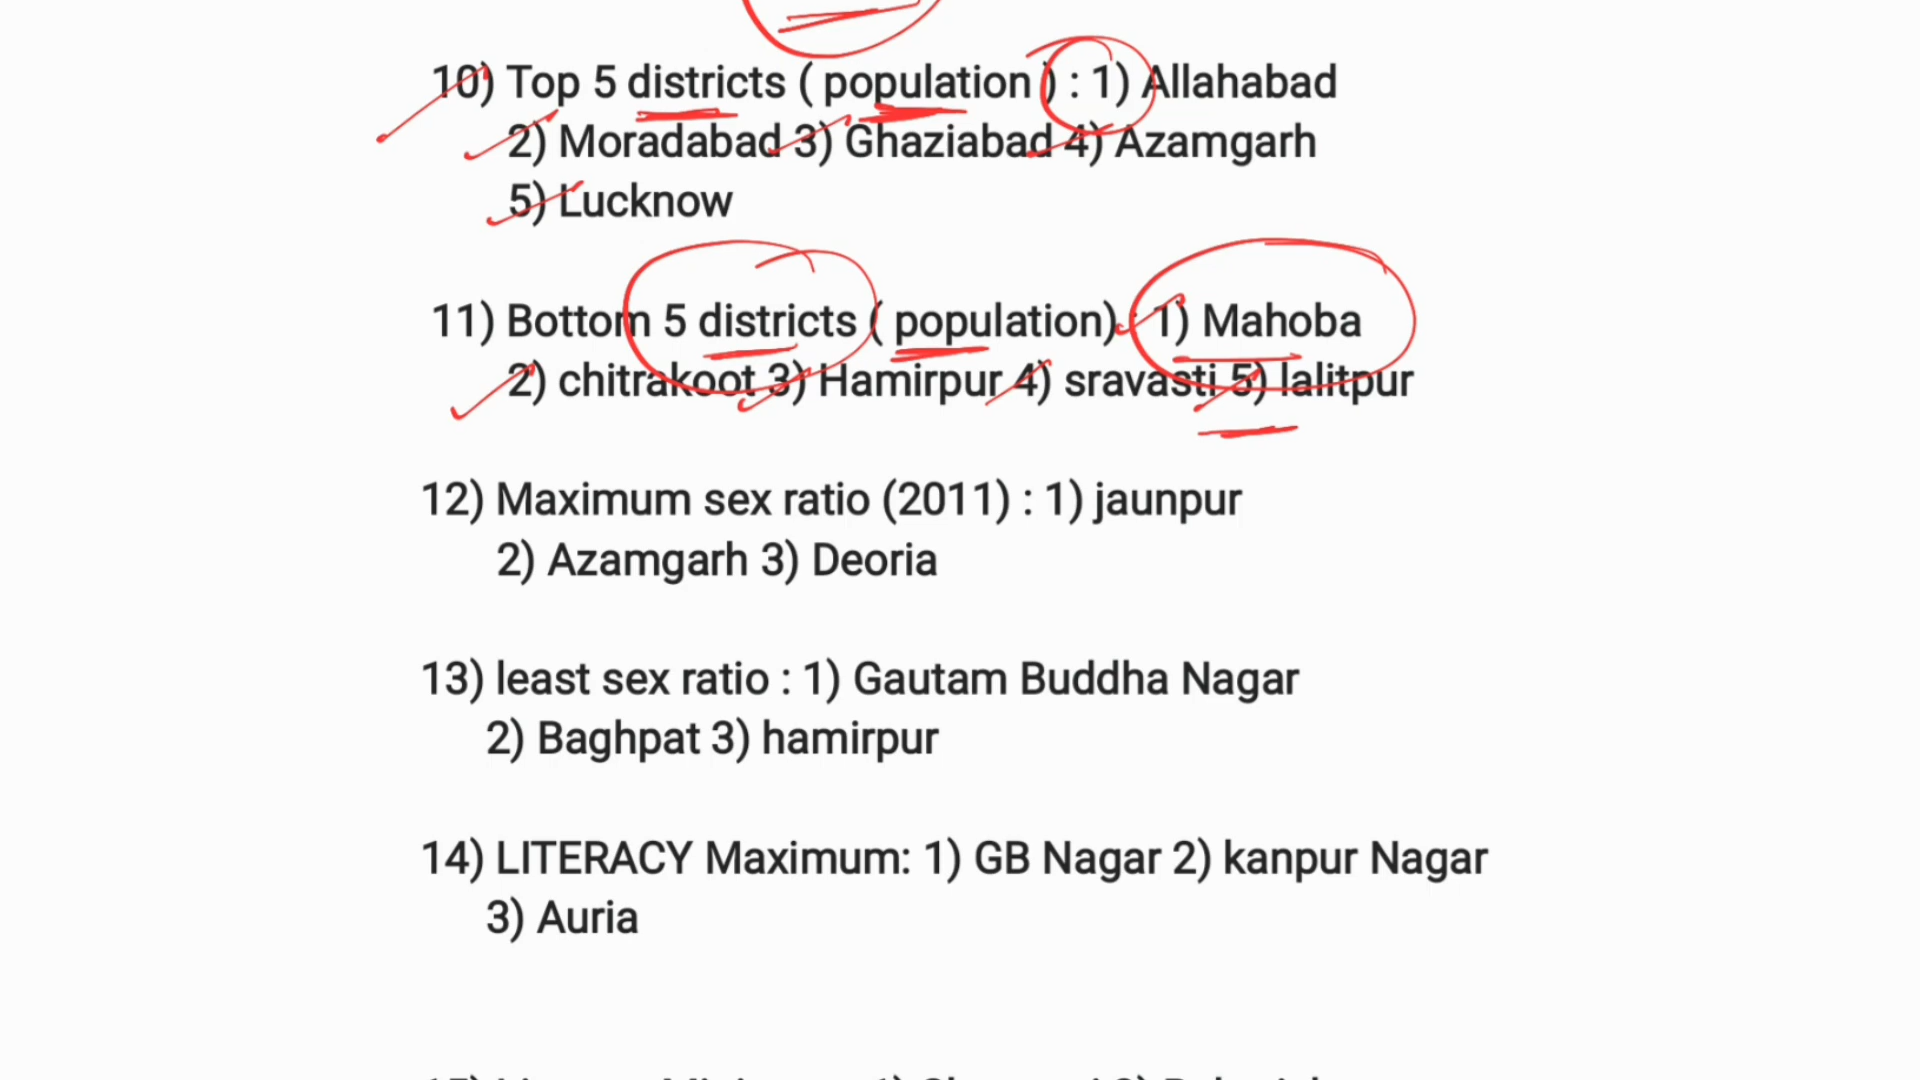 10) Top 5 districts ( population ) : 1) Allahabad
2) Moradabad 3) Ghaziabad 4) Azamgarh
5) Lucknow
11) Bottom 5 districts ( population) : 1) Mahoba
2) chitrakoot 3) Hamirpur 4) sravasti 5) lalitpur
12) Maximum sex ratio (2011) : 1) jaunpur
2) Azamgarh 3) Deoria
13) least sex ratio : 1) Gautam Buddha Nagar
2) Baghpat 3) hamirpur
14) LITERACY Maximum: 1) GB Nagar 2) kanpur Nagar
3) Auria